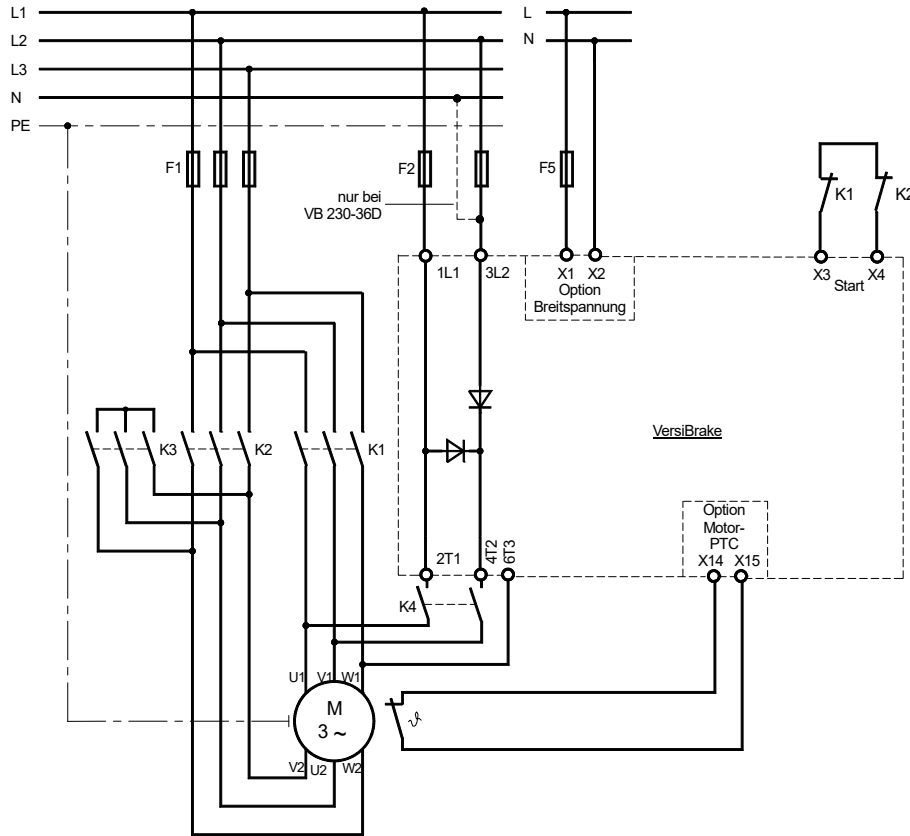 L1
L2
L3
N
PE
L
N
F1
F2
F5
nur bei
VB 230-36D
K1
K2
1L1
3L2
X1
X2
Option
Breitspannung
X3
X4
Start
K3
K2
K1
VersiBrake
Option
Motor-
PTC
X14
X15
2T1
4T2
6T3
K4
U1
V1
W1
M
3 ~
ϑ
V2
U2
W2